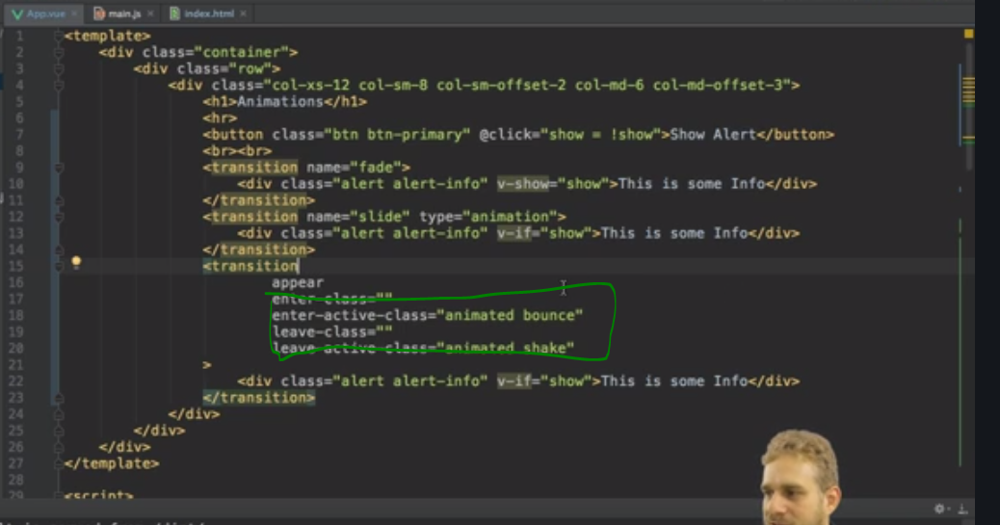 App.vue main.js index.html
1 <template>
2 <div class="container">
3 <div class="row">
4 <div class="col-xs-12 col-sm-8 col-sm-offset-2 col-md-6 col-md-offset-3">
5 <h1>Animations</h1>
6 <hr>
7 <button class="btn btn-primary" @click="show = !show">Show Alert</button>
8 <br><br>
9 <transition name="fade">
10 <div class="alert alert-info" v-show="show">This is some Info</div>
11 </transition>
12 <transition name="slide" type="animation">
13 <div class="alert alert-info" v-if="show">This is some Info</div>
14 </transition>
15 <transition
16 appear
17 enter-class=""
18 enter-active-class="animated bounce"
19 leave-class=""
20 leave-active-class="animated shake"
21 >
22 <div class="alert alert-info" v-if="show">This is some Info</div>
23 </transition>
24 </div>
25 </div>
26 </div>
27 </template>
28
29 <script>